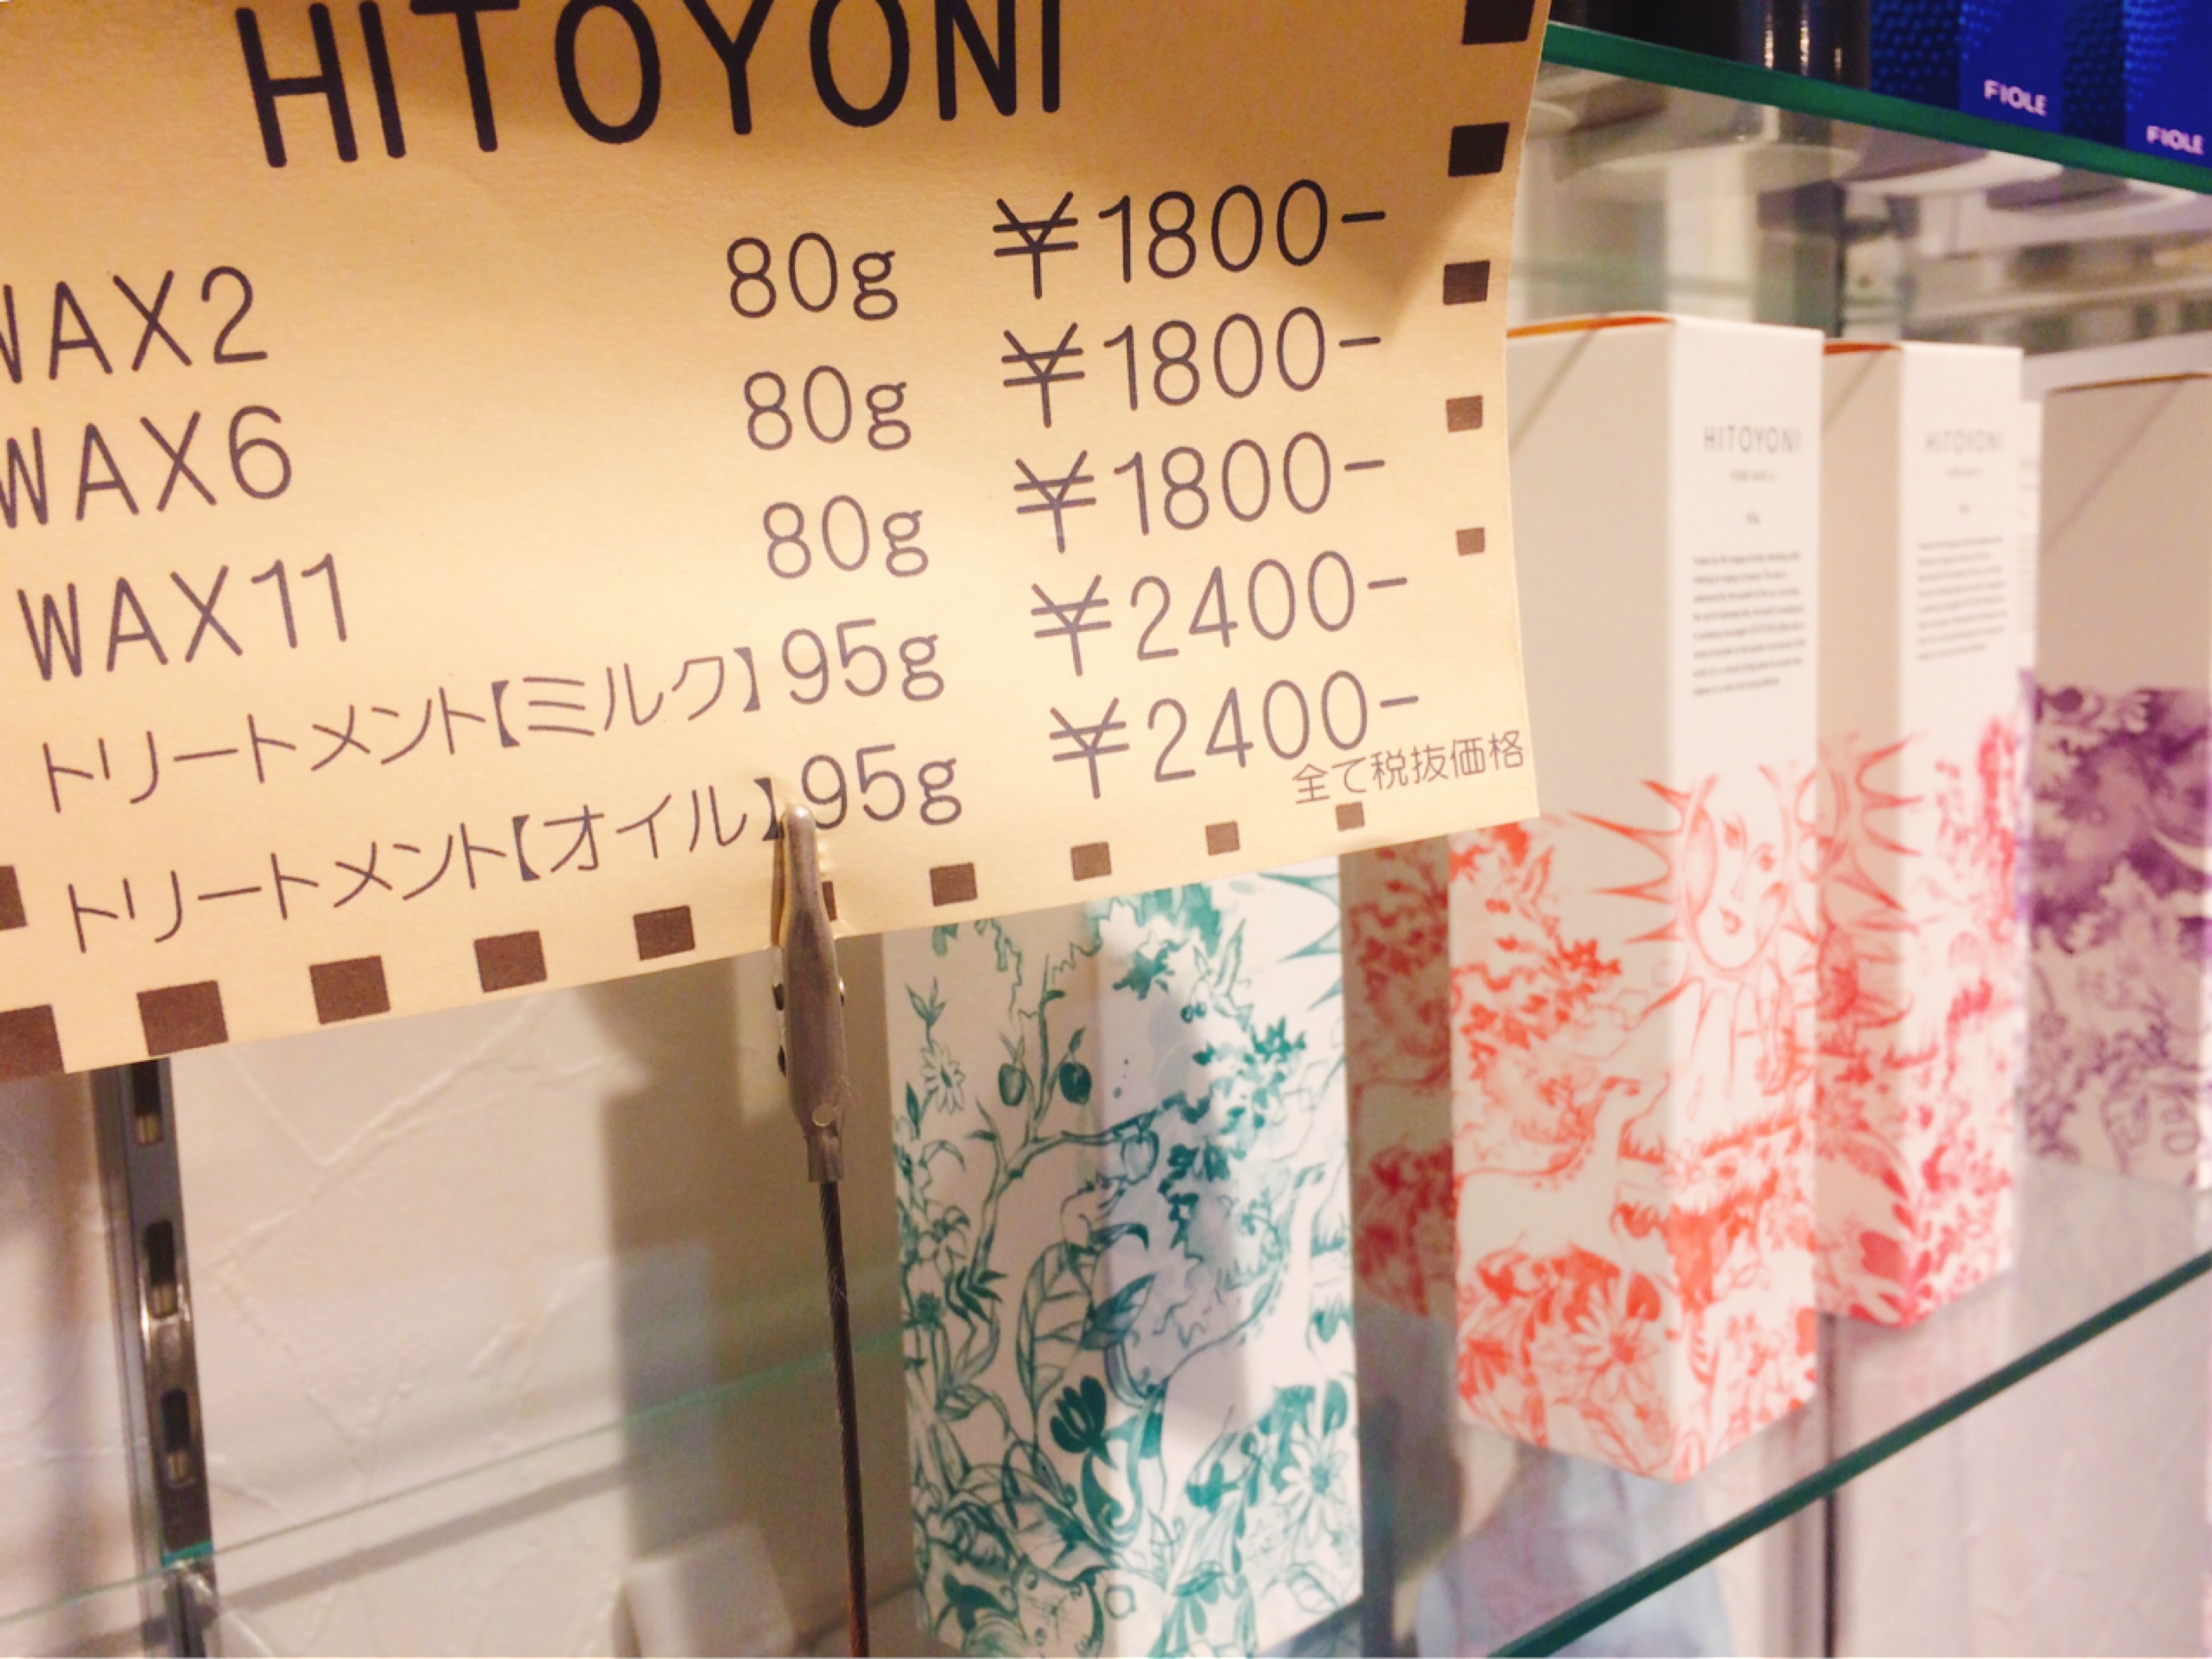 HITOYONI
WAX2 80g ¥1800-
WAX6 80g ¥1800-
WAX11 80g ¥1800-
トリートメント【ミルク】95g ¥2400-
トリートメント【オイル】95g ¥2400-
全て税抜価格
FIOLE
FIOLE
HITOYONI
HITOYONI